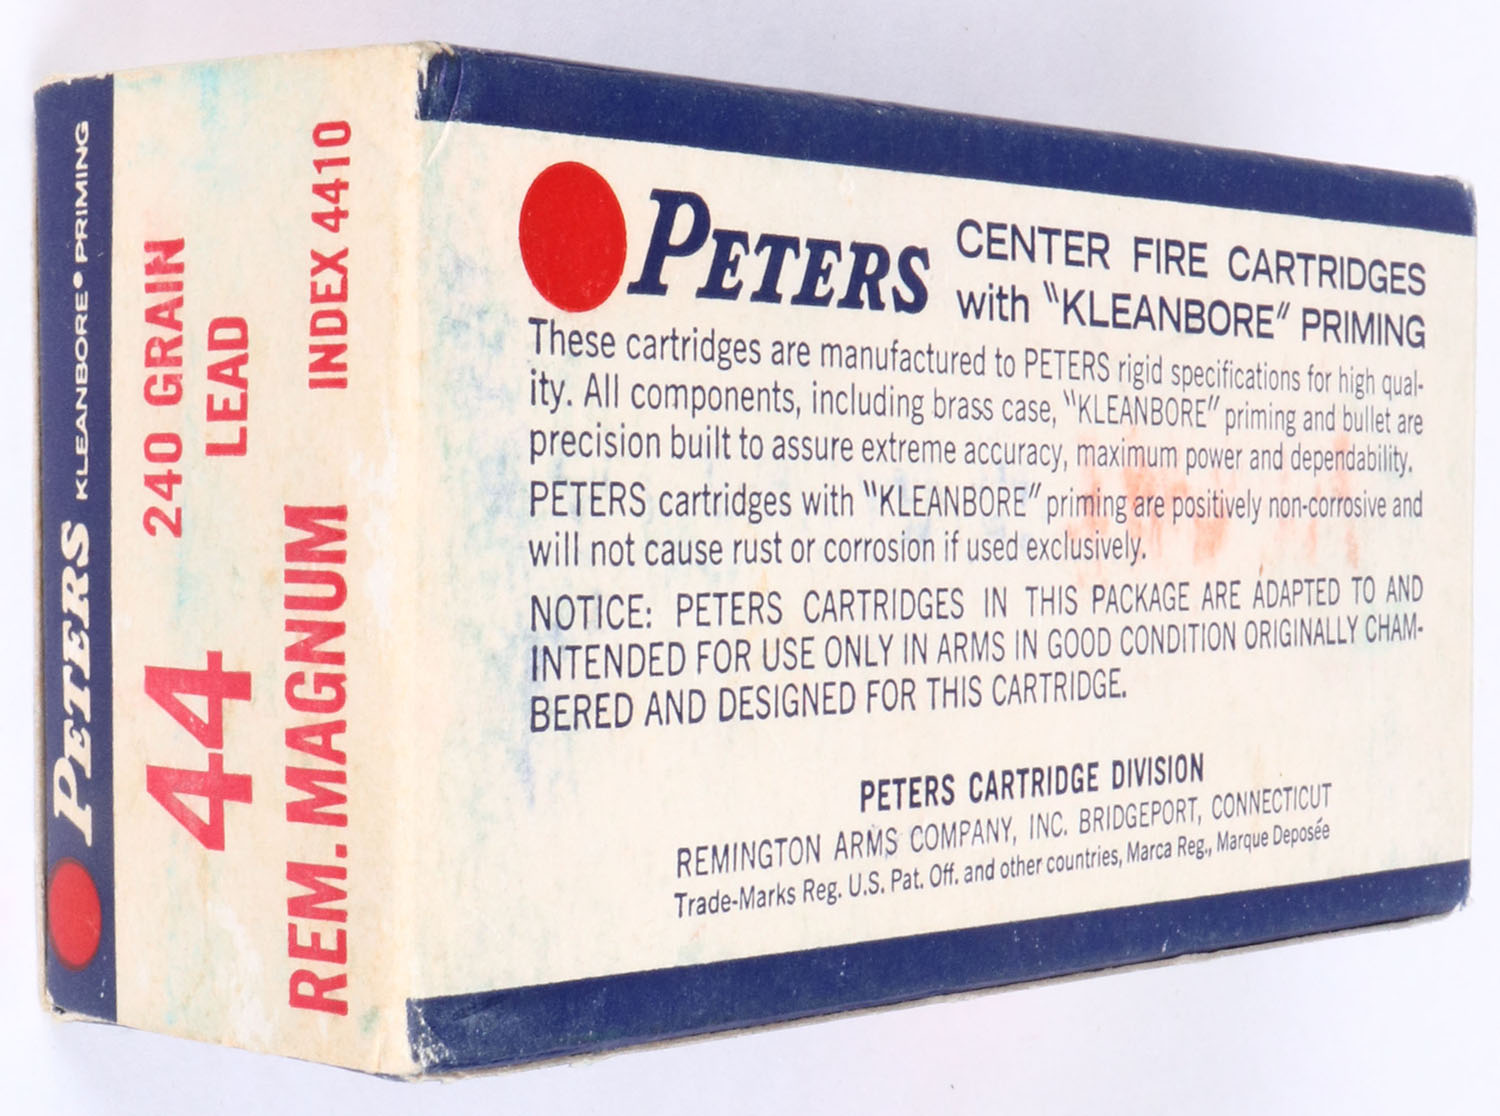 PETERS KLEANBORE® PRIMING
240 GRAIN
LEAD
44
REM. MAGNUM
INDEX 4410
PETERS
CENTER FIRE CARTRIDGES
with "KLEANBORE" PRIMING
These cartridges are manufactured to PETERS rigid specifications for high qual-
ity. All components, including brass case, "KLEANBORE" priming and bullet are
precision built to assure extreme accuracy, maximum power and dependability.
PETERS cartridges with "KLEANBORE" priming are positively non-corrosive and
will not cause rust or corrosion if used exclusively.
NOTICE: PETERS CARTRIDGES IN THIS PACKAGE ARE ADAPTED TO AND
INTENDED FOR USE ONLY IN ARMS IN GOOD CONDITION ORIGINALLY CHAM-
BERED AND DESIGNED FOR THIS CARTRIDGE.
PETERS CARTRIDGE DIVISION
REMINGTON ARMS COMPANY, INC. BRIDGEPORT, CONNECTICUT
Trade-Marks Reg. U.S. Pat. Off. and other countries, Marca Reg., Marque Deposée